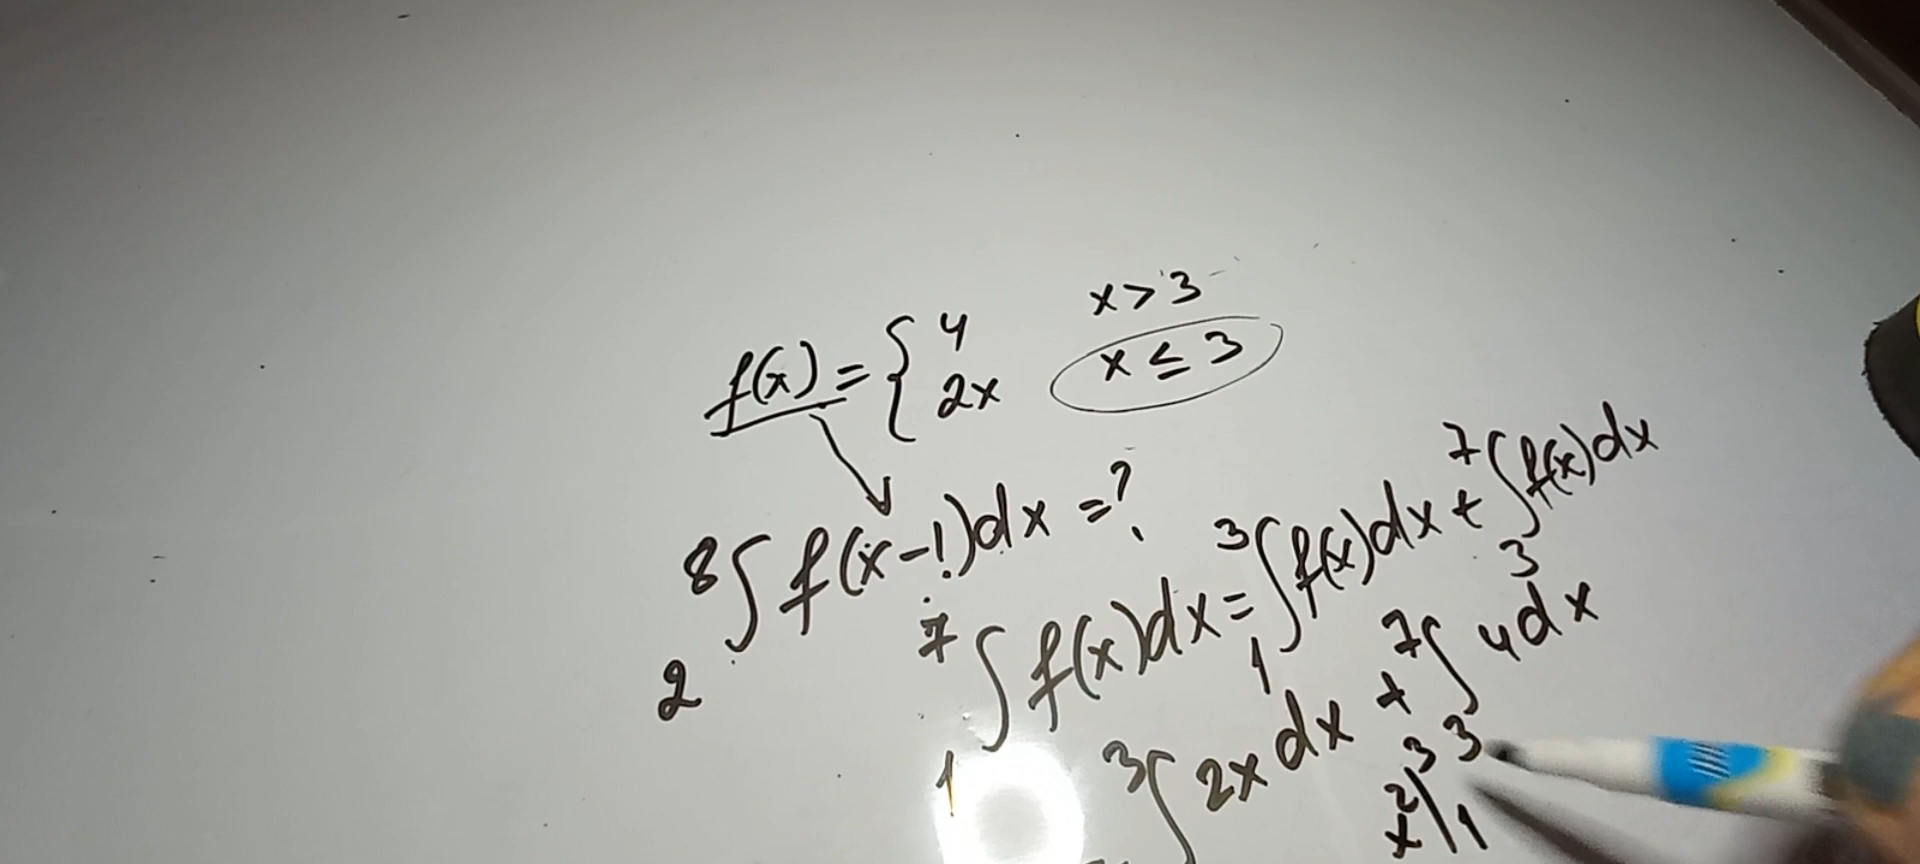 f(x) = { 4 x > 3
2x x ≤ 3
8 ∫ f(x-1)dx = ?
2
7 ∫ f(x)dx = 3 ∫ f(x)dx + 7 ∫ f(x)dx
1 1 3
3 ∫ 2x dx + 7 ∫ 4dx
3
x² | 3
1